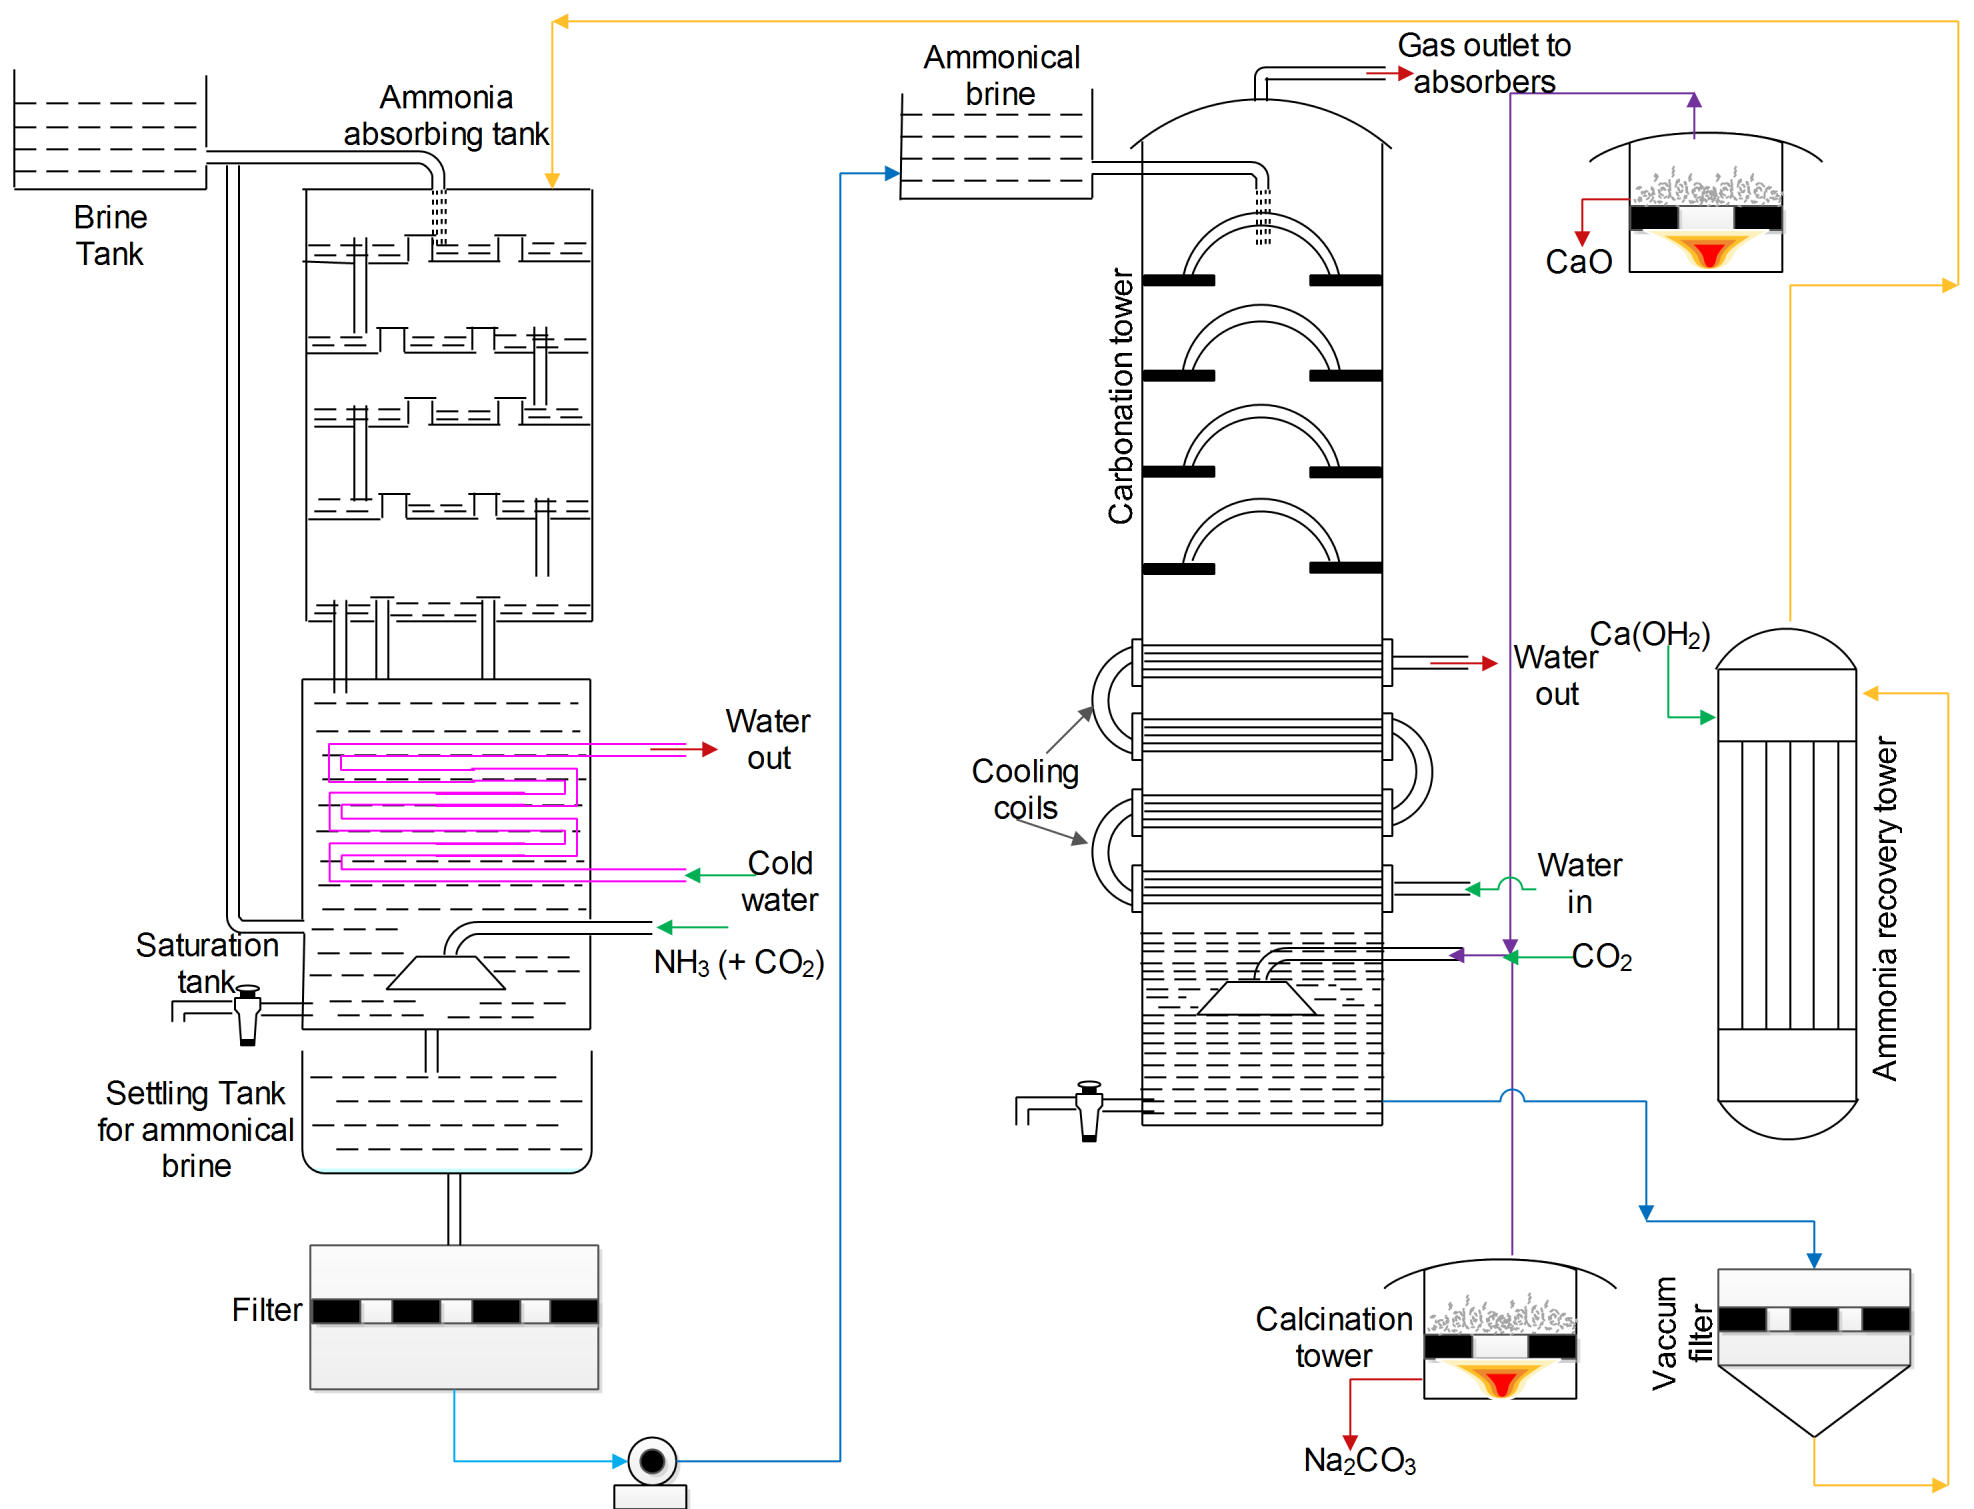 Gas outlet to
absorbers
Ammonical
brine
Ammonia
absorbing tank
Brine
Tank
CaO
Carbonation tower
Ca(OH₂)
Water
out
Water
out
Cooling
coils
Cold
water
Water
in
Ammonia recovery tower
Saturation
tank
NH₃ (+ CO₂)
CO₂
Settling Tank
for ammonical
brine
Filter
Calcination
tower
Vaccum
filter
Na₂CO₃